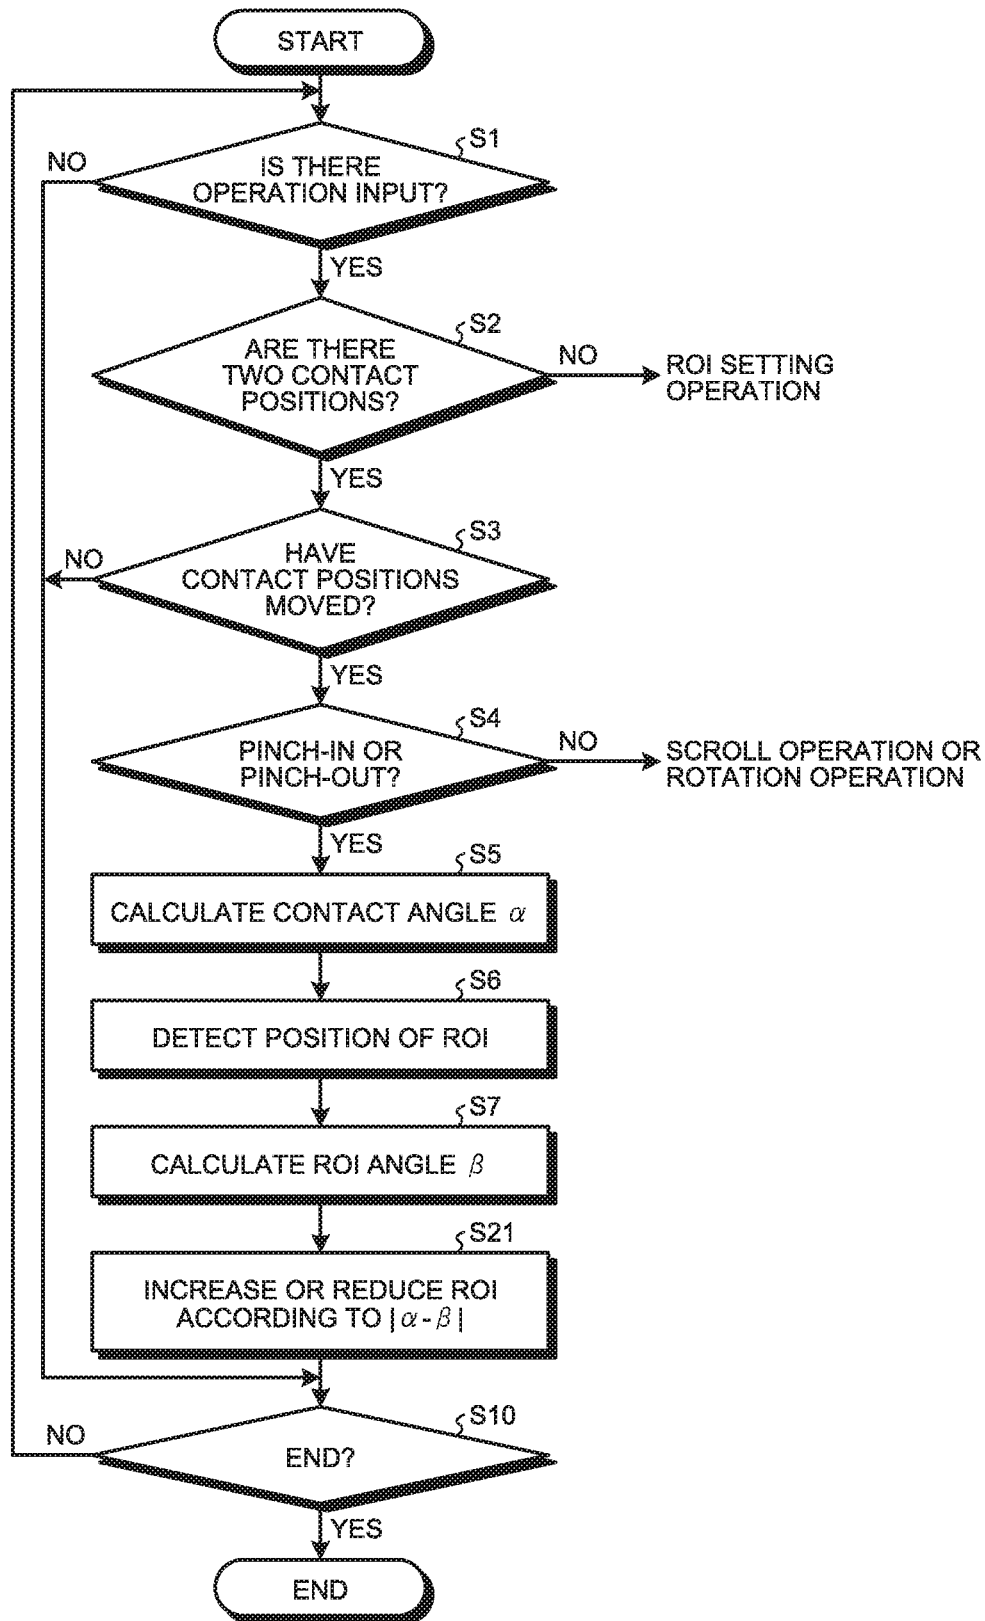 START
S1
NO
IS THERE
OPERATION INPUT?
YES
S2
ARE THERE
TWO CONTACT
POSITIONS?
NO
ROI SETTING
OPERATION
YES
S3
NO
HAVE
CONTACT POSITIONS
MOVED?
YES
S4
PINCH-IN OR
PINCH-OUT?
NO
SCROLL OPERATION OR
ROTATION OPERATION
YES
S5
CALCULATE CONTACT ANGLE α
S6
DETECT POSITION OF ROI
S7
CALCULATE ROI ANGLE β
S21
INCREASE OR REDUCE ROI
ACCORDING TO |α-β|
S10
NO
END?
YES
END